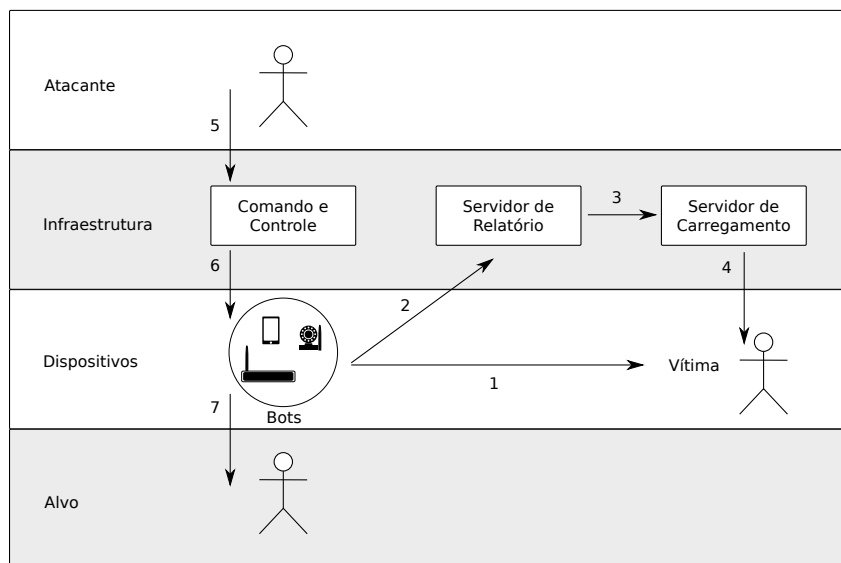 Atacante
5
Infraestrutura
Comando e
Controle
Servidor de
Relatório
3
Servidor de
Carregamento
6
2
4
Dispositivos
1
Vítima
7
Bots
Alvo